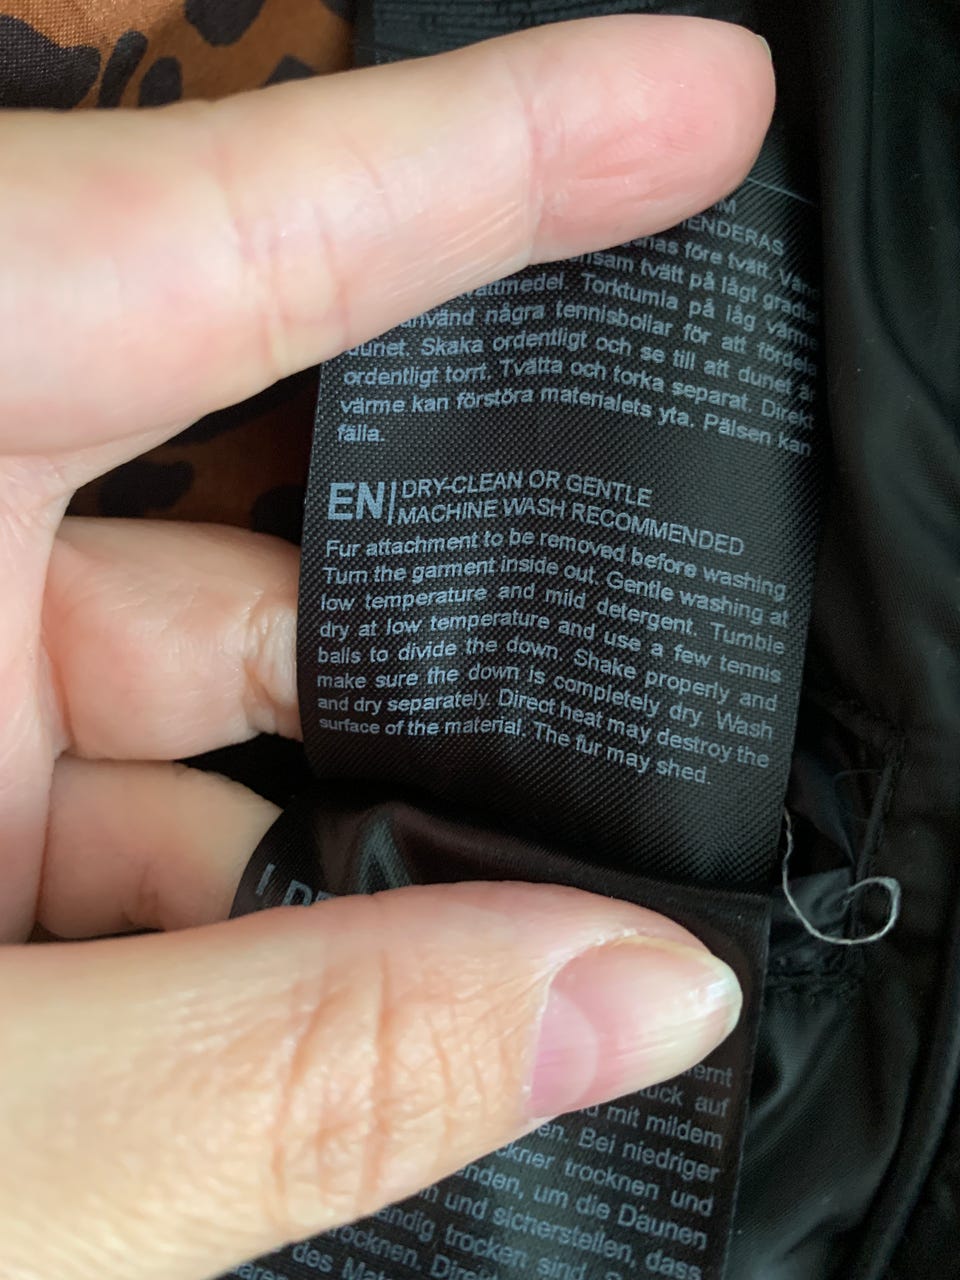 ENDERAS
före tvätt.
tvätt på lågt
Torktumla på låg värme
använd några tennisbollar för att fördela
dunet. Skaka ordentligt och se till att dunet är
ordentligt torrt. Tvätta och torka separat. Direkt
värme kan förstöra materialets yta. Pälsen kan
fälla.
EN| DRY-CLEAN OR GENTLE
MACHINE WASH RECOMMENDED
Fur attachment to be removed before washing
Turn the garment inside out. Gentle washing at
low temperature and mild detergent. Tumble
dry at low temperature and use a few tennis
balls to divide the down. Shake properly and
make sure the down is completely dry. Wash
and dry separately. Direct heat may destroy the
surface of the material. The fur may shed.
auf
mit mildem
Bei niedriger
trocknen und
um die Daunen
und sicherstellen, dass
trocken sind.
des